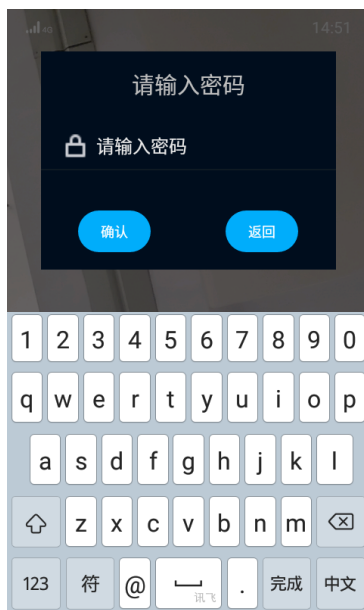 4G 14:51
请输入密码
请输入密码
确认 返回
1 2 3 4 5 6 7 8 9 0
q w e r t y u i o p
a s d f g h j k l
z x c v b n m
123 符 @ 讯飞 . 完成 中文